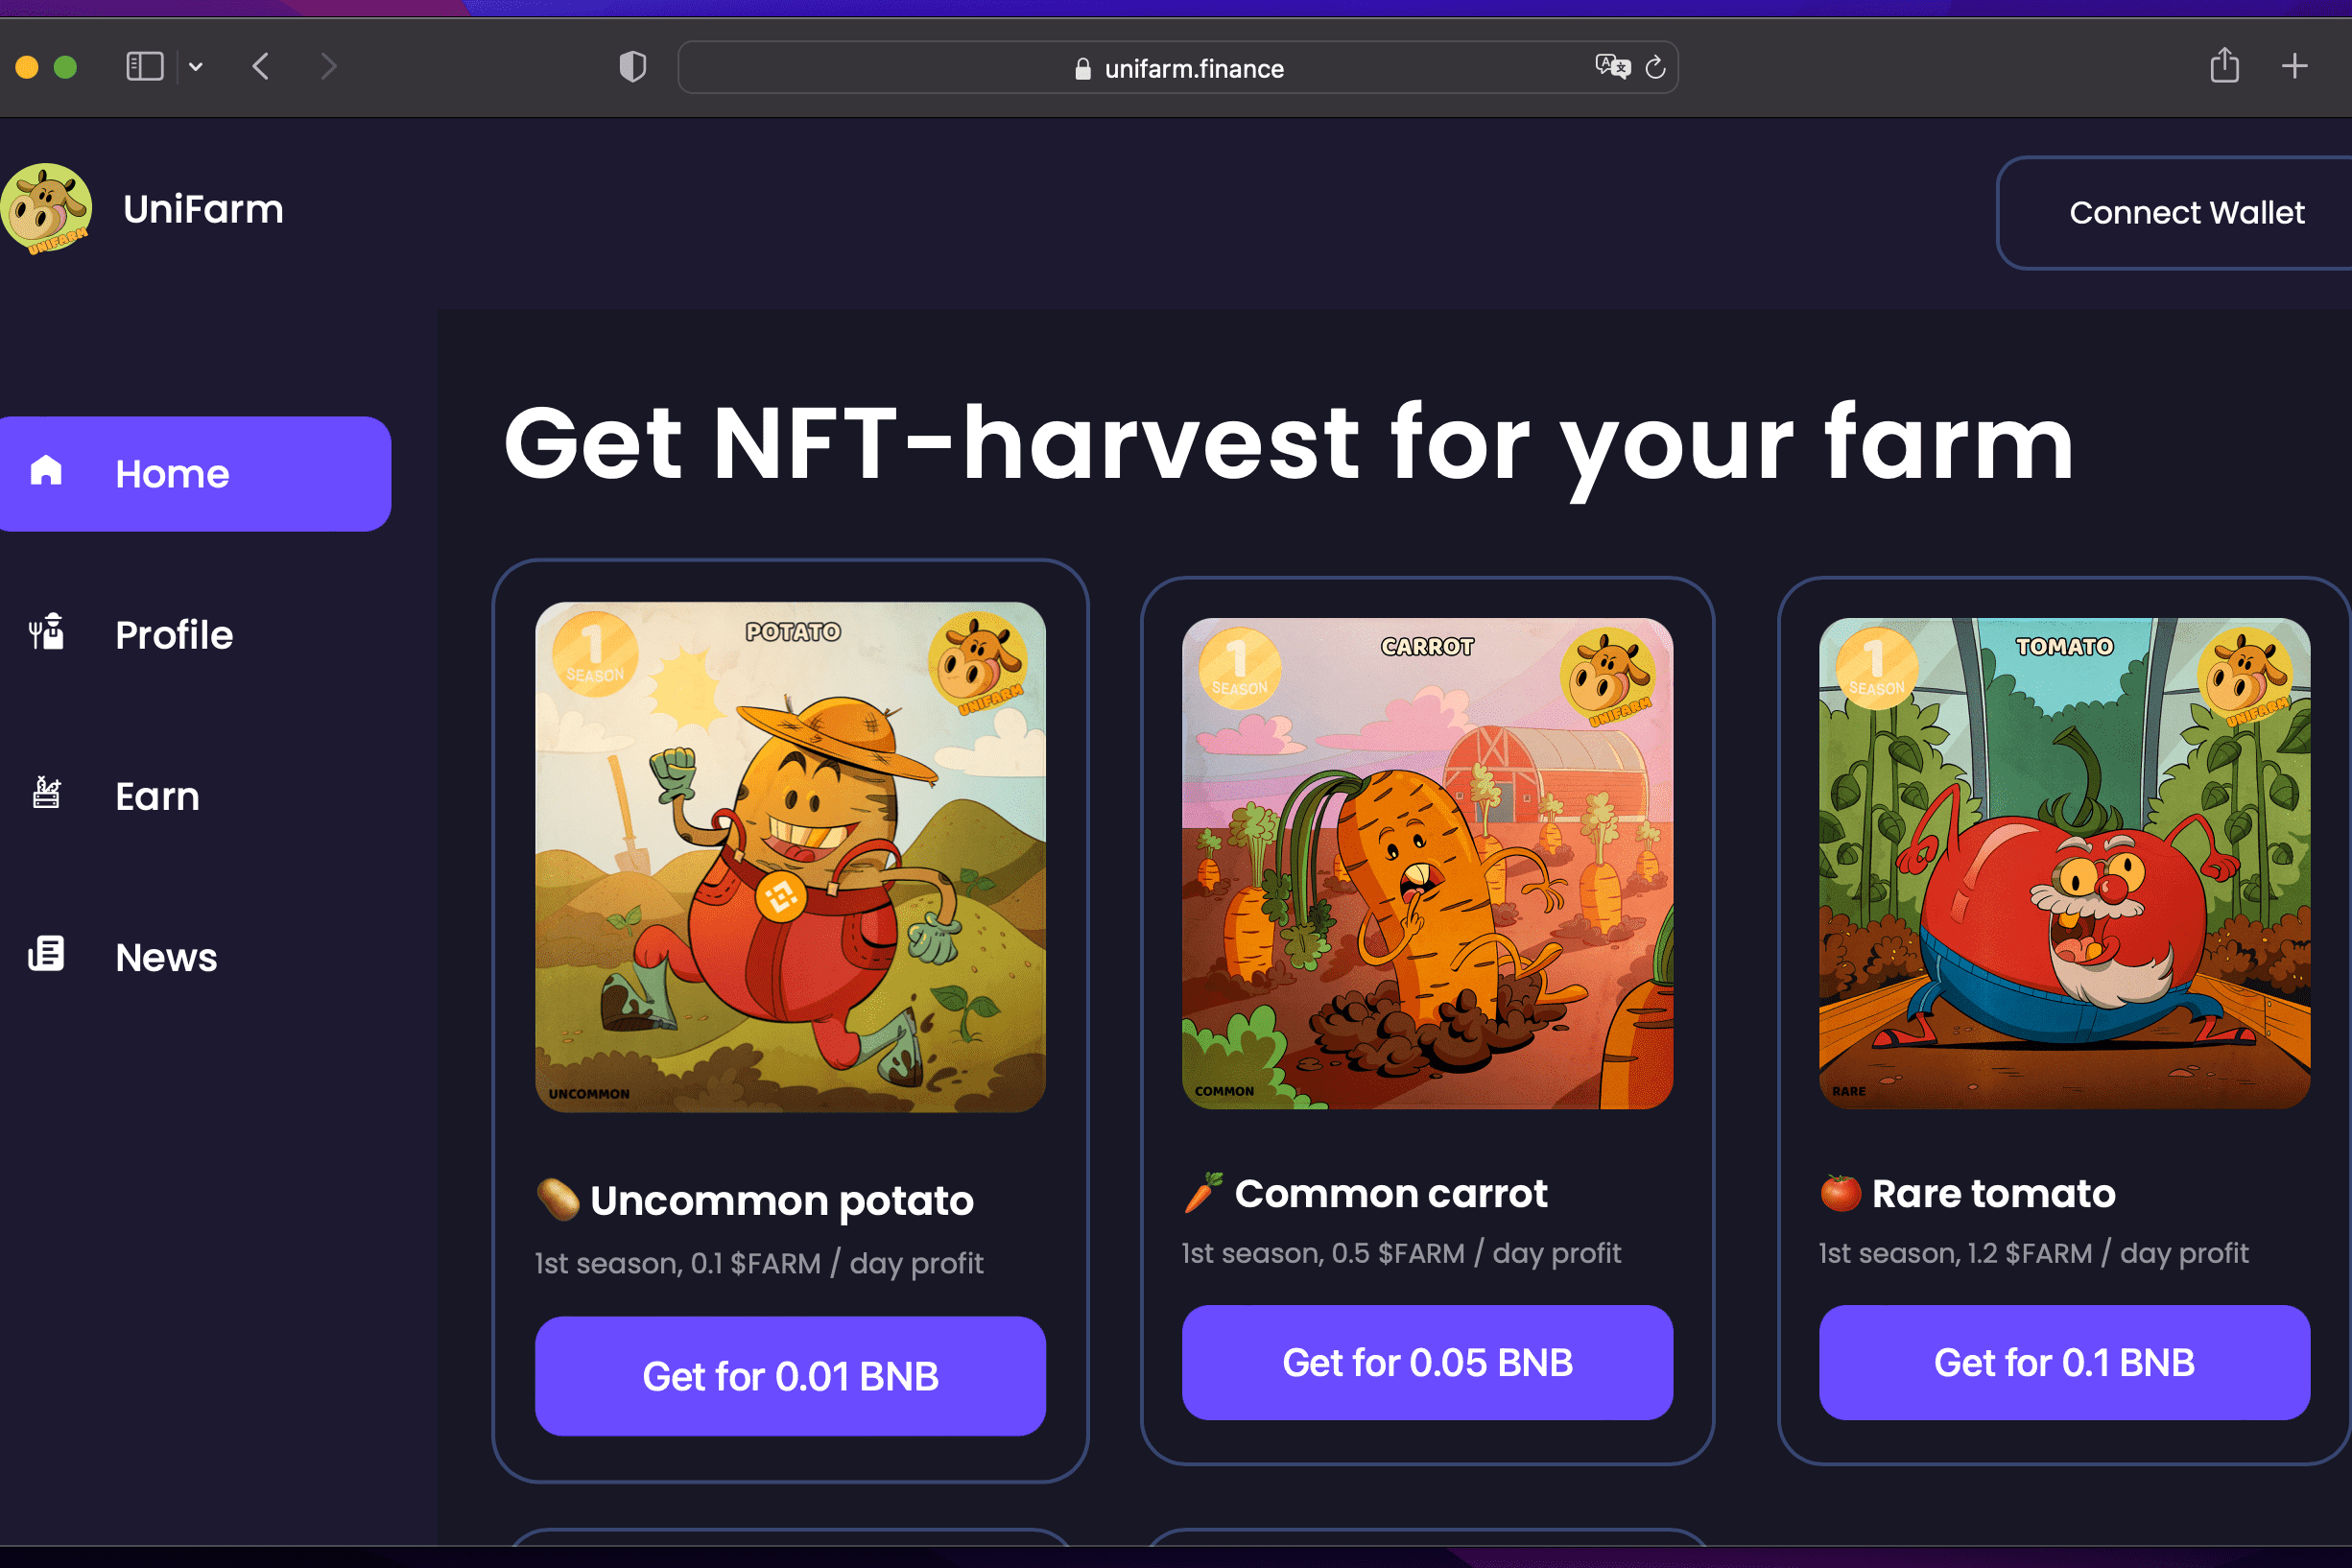 unifarm.finance
UniFarm
Connect Wallet
Home
Profile
Earn
News
Get NFT-harvest for your farm
1
SEASON
POTATO
UNIFARM
UNCOMMON
🥔 Uncommon potato
1st season, 0.1 $FARM / day profit
Get for 0.01 BNB
1
SEASON
CARROT
UNIFARM
COMMON
🥕 Common carrot
1st season, 0.5 $FARM / day profit
Get for 0.05 BNB
1
SEASON
TOMATO
UNIFARM
RARE
🍅 Rare tomato
1st season, 1.2 $FARM / day profit
Get for 0.1 BNB
UNIFARM